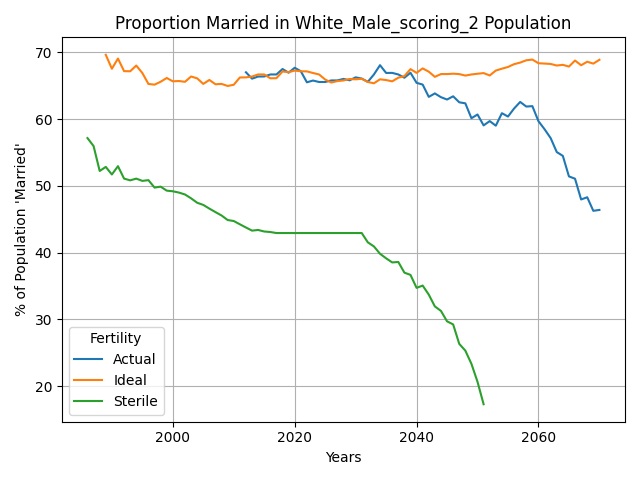 Proportion Married in White_Male_scoring_2 Population
% of Population 'Married'
70
60
50
40
30
20
Fertility
Actual
Ideal
Sterile
2000 2020 2040 2060
Years